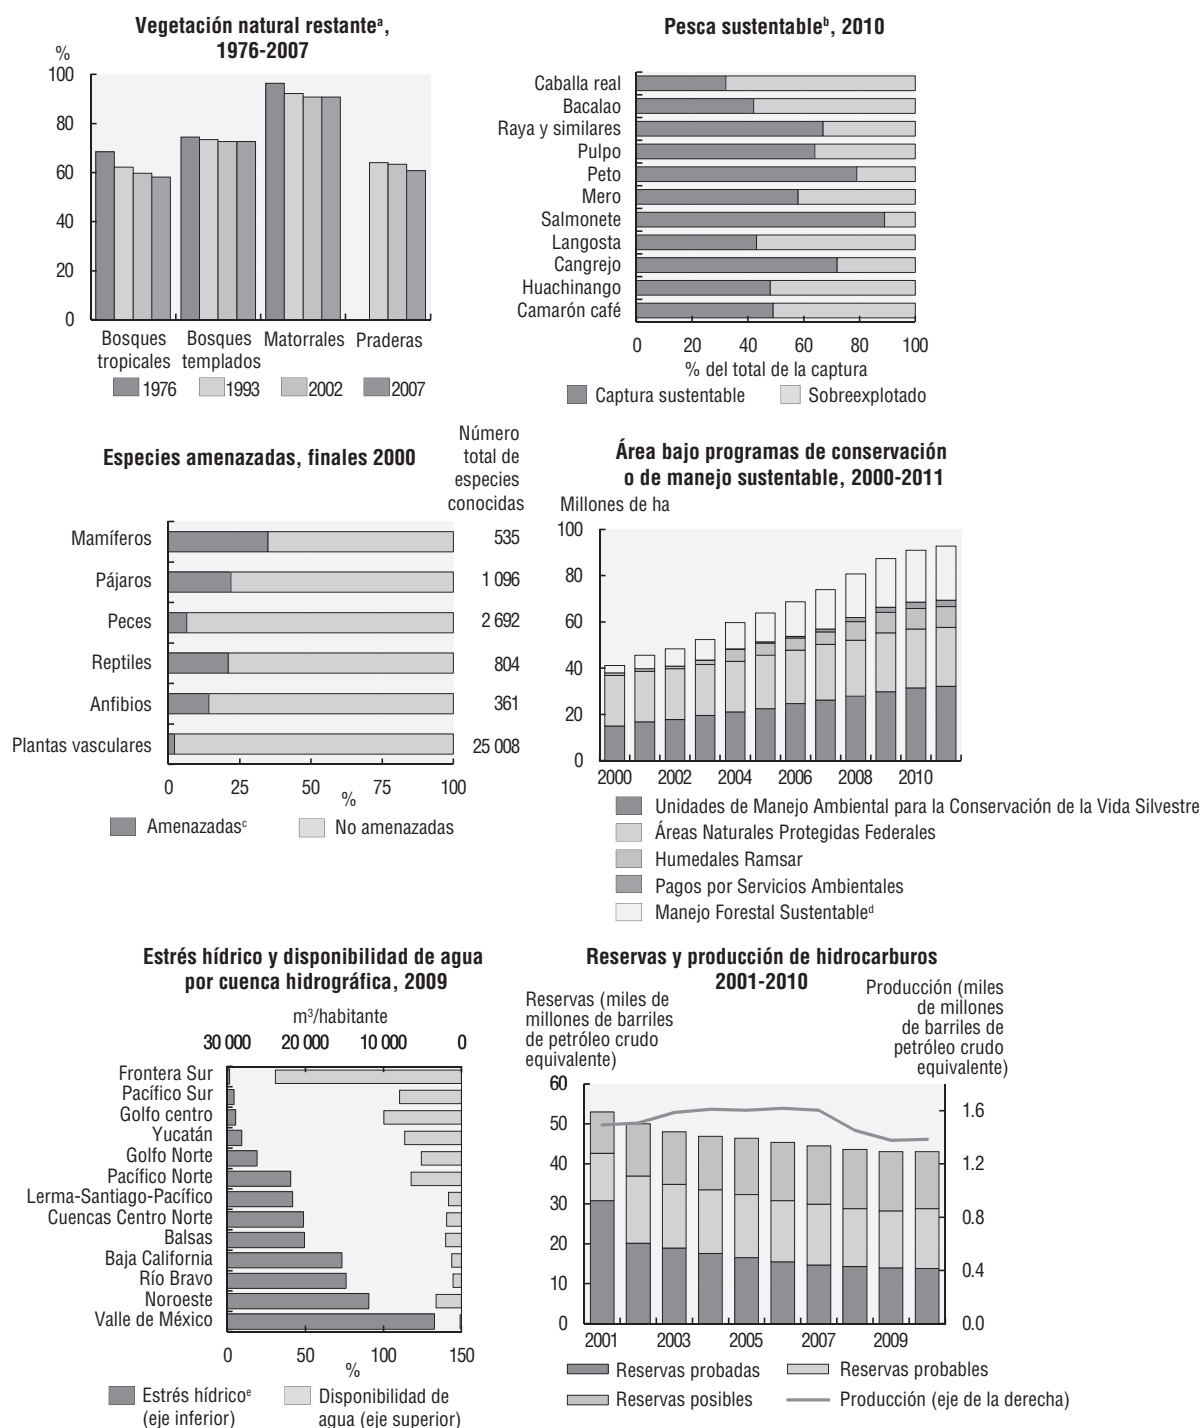 Vegetación natural restanteᵃ,
1976-2007
%
100
80
60
40
20
0
Bosques tropicales
Bosques templados
Matorrales
Praderas
1976 1993 2002 2007
Pesca sustentableᵇ, 2010
Caballa real
Bacalao
Raya y similares
Pulpo
Peto
Mero
Salmonete
Langosta
Cangrejo
Huachinango
Camarón café
0 20 40 60 80 100
% del total de la captura
Captura sustentable Sobreexplotado
Especies amenazadas, finales 2000
Número
total de
especies
conocidas
Mamíferos 535
Pájaros 1 096
Peces 2 692
Reptiles 804
Anfibios 361
Plantas vasculares 25 008
0 25 50 75 100
%
Amenazadasᶜ No amenazadas
Área bajo programas de conservación
o de manejo sustentable, 2000-2011
Millones de ha
100
80
60
40
20
0
2000 2002 2004 2006 2008 2010
Unidades de Manejo Ambiental para la Conservación de la Vida Silvestre
Áreas Naturales Protegidas Federales
Humedales Ramsar
Pagos por Servicios Ambientales
Manejo Forestal Sustentableᵈ
Estrés hídrico y disponibilidad de agua
por cuenca hidrográfica, 2009
m³/habitante
30 000 20 000 10 000 0
Frontera Sur
Pacífico Sur
Golfo centro
Yucatán
Golfo Norte
Pacífico Norte
Lerma-Santiago-Pacífico
Cuencas Centro Norte
Balsas
Baja California
Río Bravo
Noroeste
Valle de México
0 50 100 150
%
Estrés hídricoᵉ
(eje inferior)
Disponibilidad de
agua (eje superior)
Reservas y producción de hidrocarburos
2001-2010
Reservas (miles de
millones de barriles
de petróleo crudo
equivalente)
Producción (miles
de millones
de barriles de
petróleo crudo
equivalente)
60
50
40
30
20
10
0
1.6
1.2
0.8
0.4
0.0
2001 2003 2005 2007 2009
Reservas probadas Reservas probables
Reservas posibles Producción (eje de la derecha)